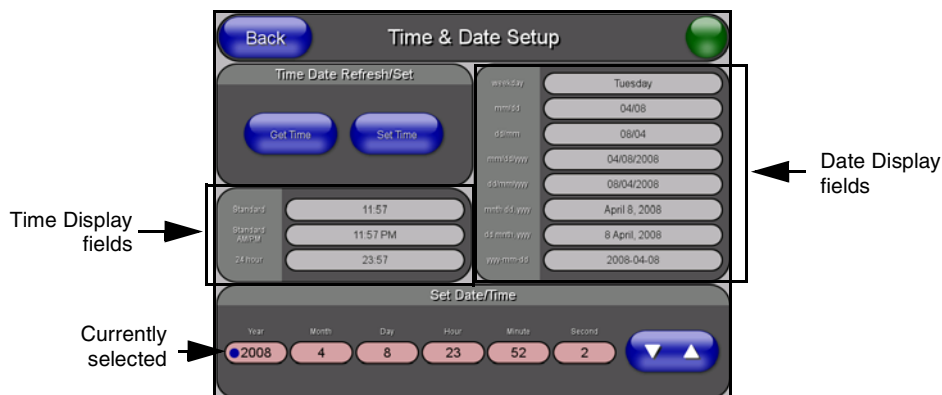 Back
Time & Date Setup
Time Date Refresh/Set
Get Time
Set Time
weekday
Tuesday
mm/dd
04/08
dd/mm
08/04
mm/dd/yyyy
04/08/2008
dd/mm/yyyy
08/04/2008
mnth dd, yyyy
April 8, 2008
dd mnth, yyyy
8 April, 2008
yyyy-mm-dd
2008-04-08
Date Display
fields
Time Display
fields
Standard
11:57
Standard
AM/PM
11:57 PM
24 hour
23:57
Set Date/Time
Currently
selected
Year
Month
Day
Hour
Minute
Second
2008
4
8
23
52
2